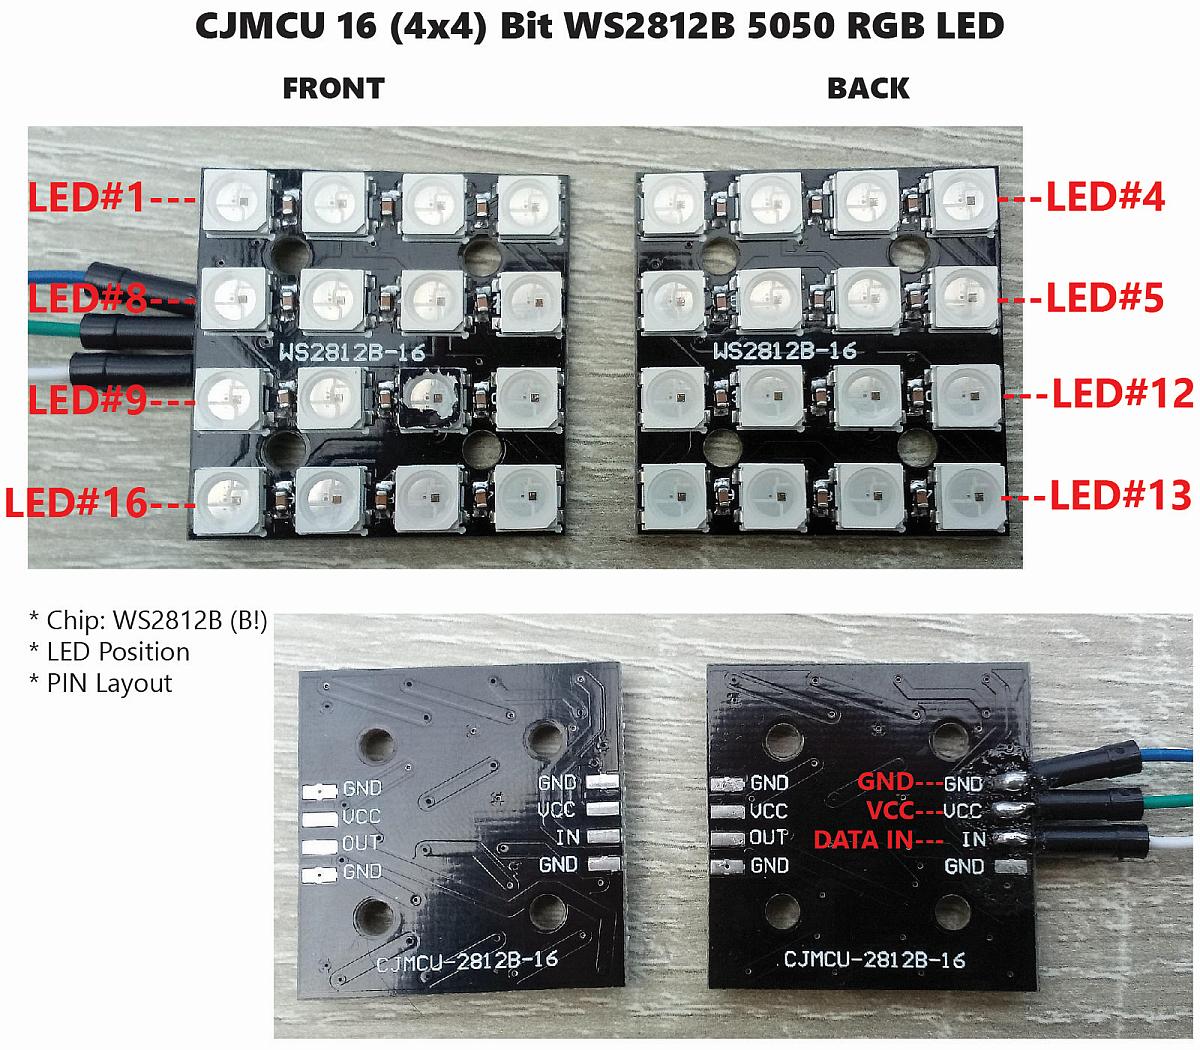 CJMCU 16 (4x4) Bit WS2812B 5050 RGB LED
FRONT
BACK
LED#1---
---LED#4
LED#8---
---LED#5
WS2812B-16
WS2812B-16
LED#9---
---LED#12
LED#16---
---LED#13
* Chip: WS2812B (B!)
* LED Position
* PIN Layout
GND
GND
VCC
VCC
OUT
IN
GND
GND
CJMCU-2812B-16
GND
GND---GND
VCC
VCC---VCC
OUT
DATA IN---IN
GND
GND
CJMCU-2812B-16